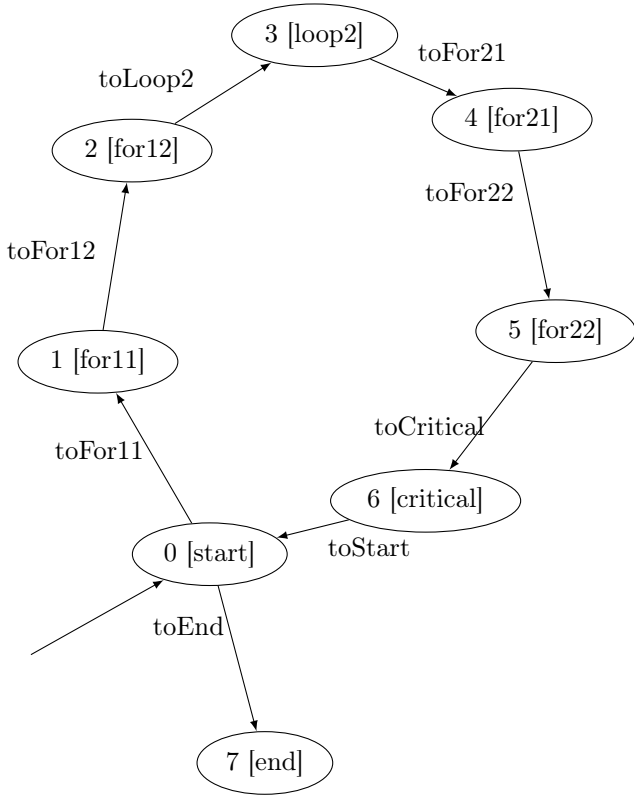 3 [loop2]
toFor21
toLoop2
4 [for21]
2 [for12]
toFor22
toFor12
5 [for22]
1 [for11]
toCritical
toFor11
6 [critical]
toStart
0 [start]
toEnd
7 [end]